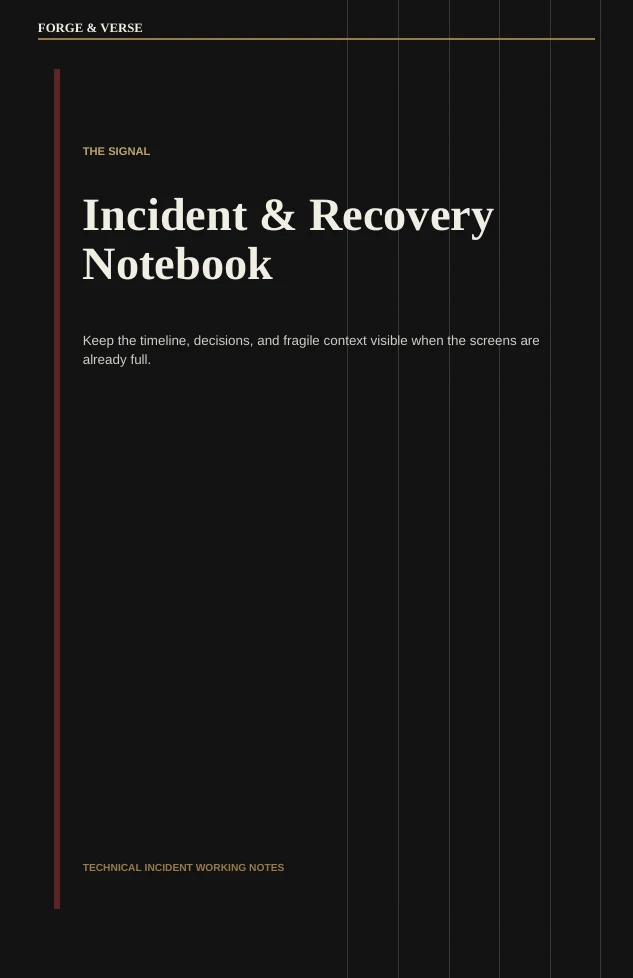 FORGE & VERSE
THE SIGNAL
Incident & Recovery
Notebook
Keep the timeline, decisions, and fragile context visible when the screens are
already full.
TECHNICAL INCIDENT WORKING NOTES